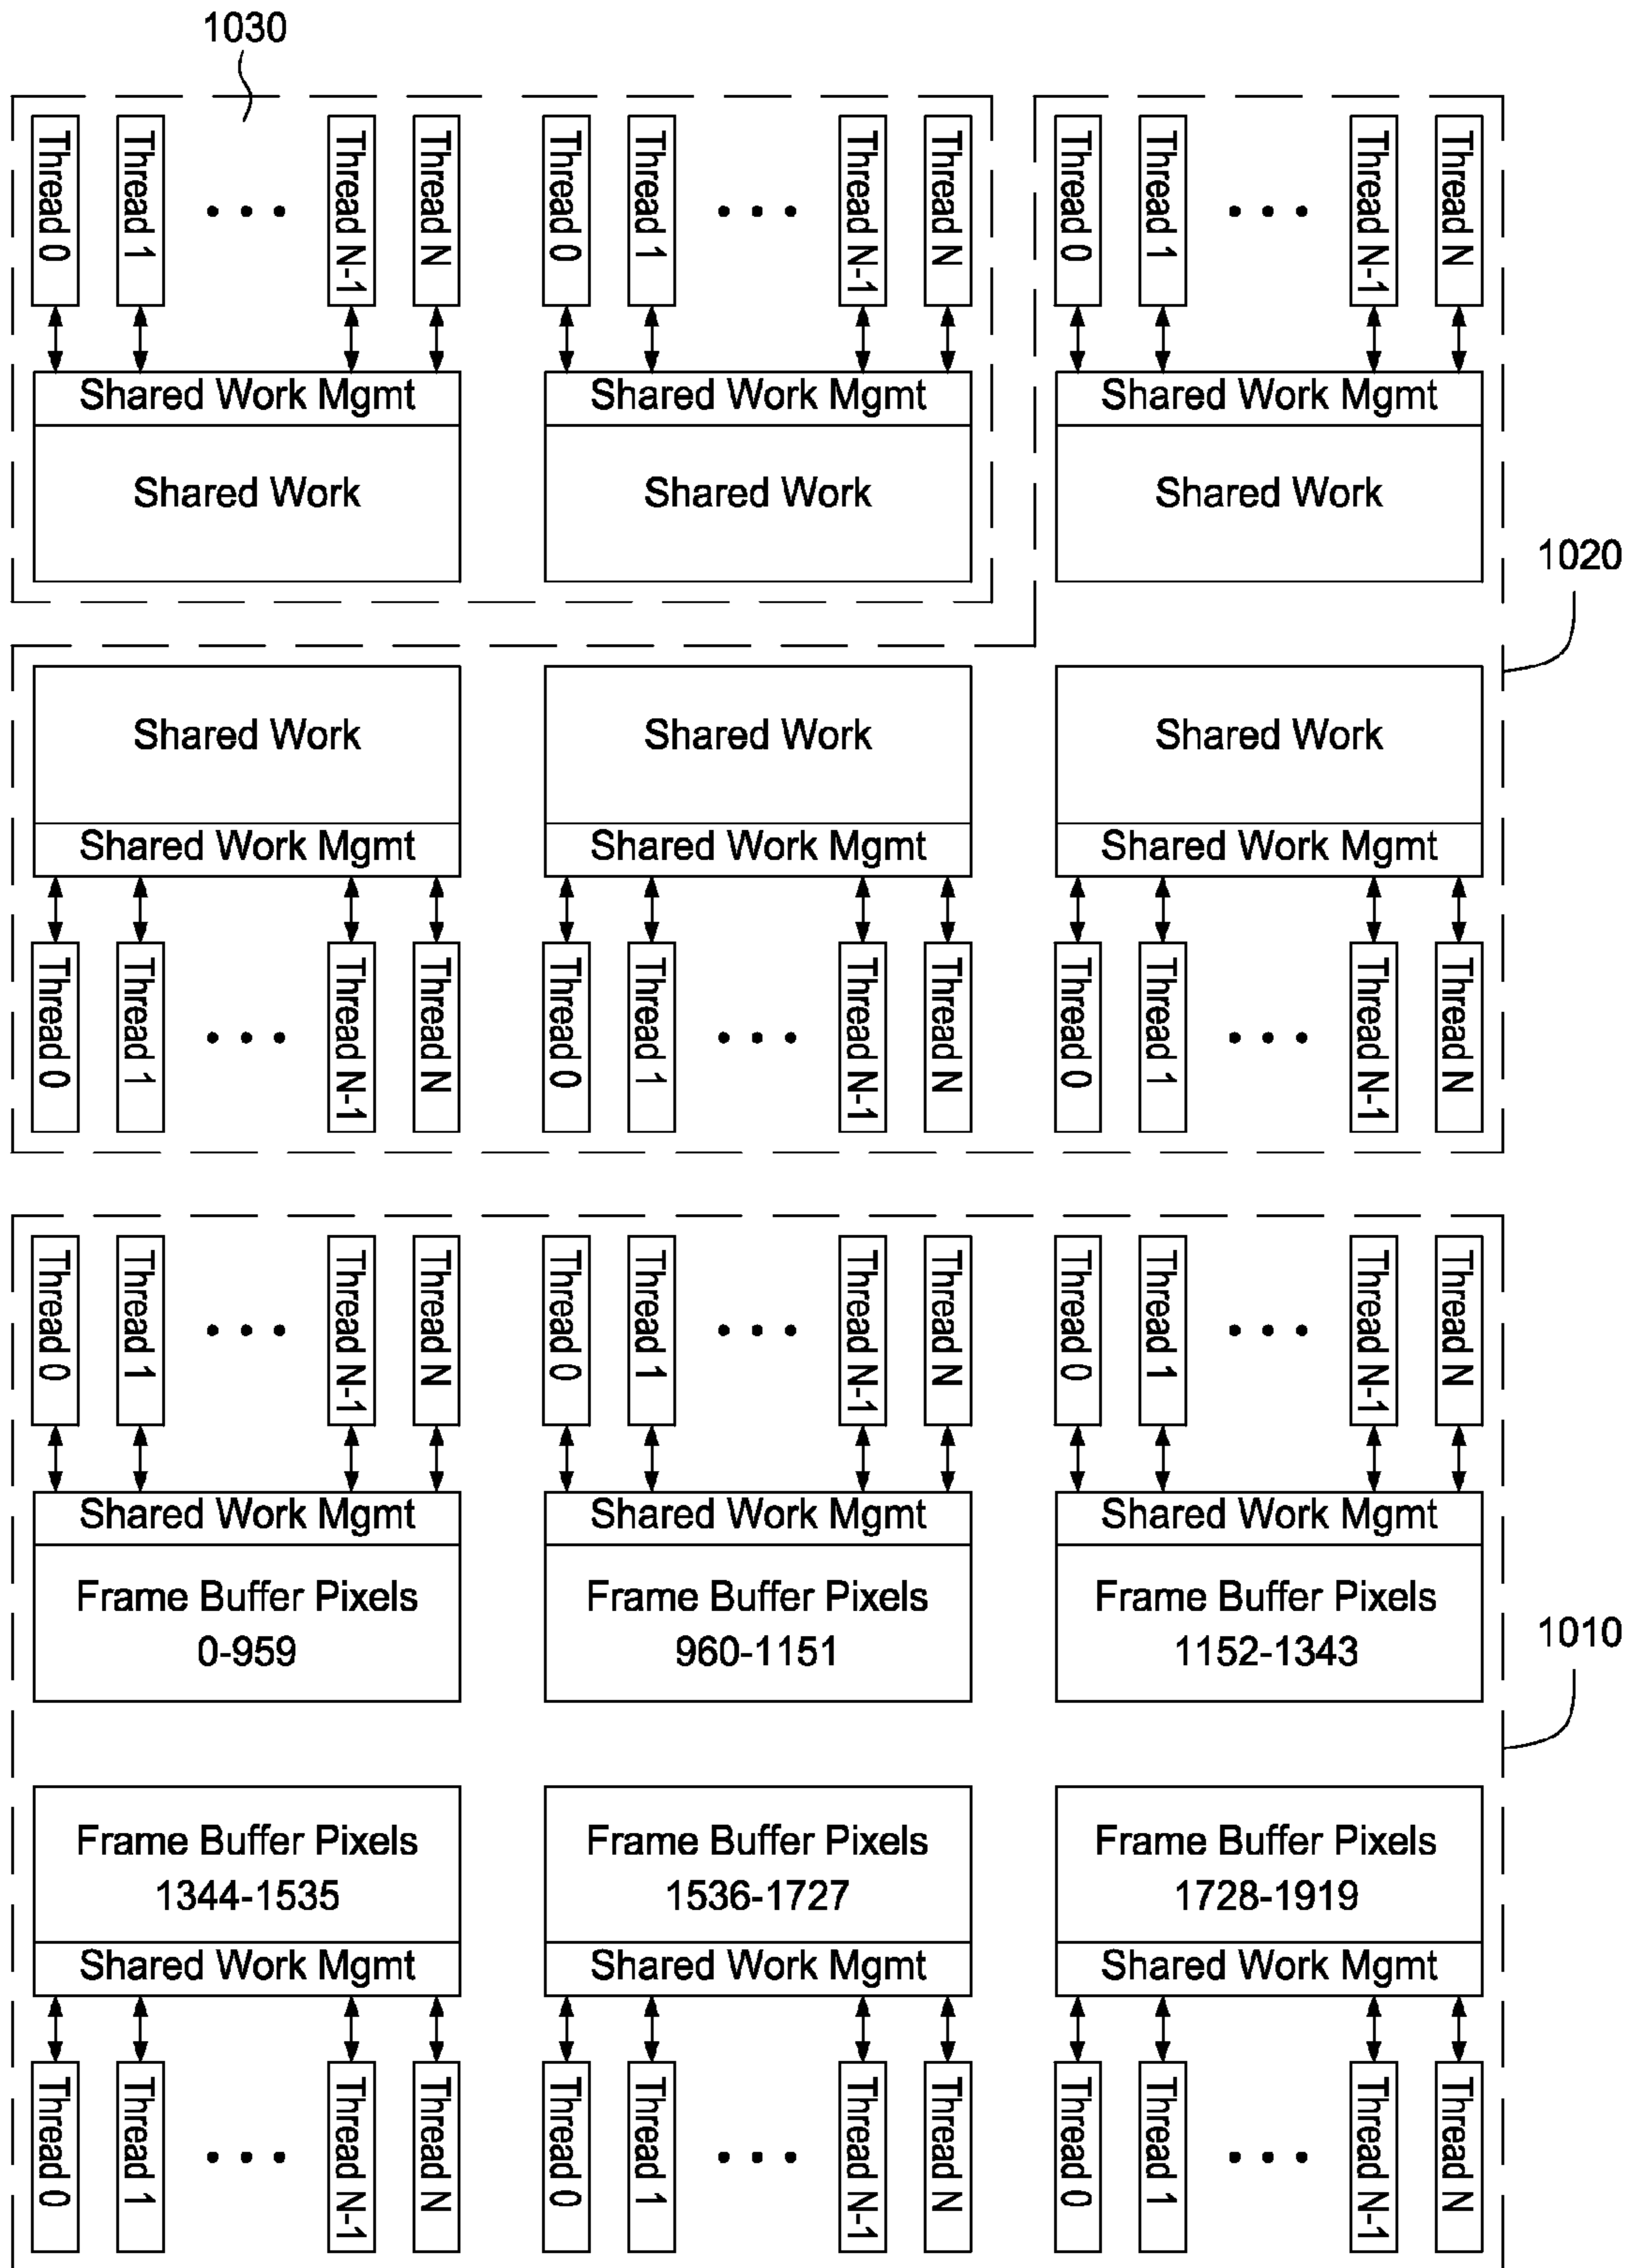 1030
Thread 0
Thread 1
• • •
Thread N-1
Thread N
Thread 0
Thread 1
• • •
Thread N-1
Thread N
Thread 0
Thread 1
• • •
Thread N-1
Thread N
Shared Work Mgmt
Shared Work Mgmt
Shared Work Mgmt
Shared Work
Shared Work
Shared Work
1020
Shared Work
Shared Work
Shared Work
Shared Work Mgmt
Shared Work Mgmt
Shared Work Mgmt
Thread 0
Thread 1
• • •
Thread N-1
Thread N
Thread 0
Thread 1
• • •
Thread N-1
Thread N
Thread 0
Thread 1
• • •
Thread N-1
Thread N
Thread 0
Thread 1
• • •
Thread N-1
Thread N
Thread 0
Thread 1
• • •
Thread N-1
Thread N
Thread 0
Thread 1
• • •
Thread N-1
Thread N
Shared Work Mgmt
Shared Work Mgmt
Shared Work Mgmt
Frame Buffer Pixels
0-959
Frame Buffer Pixels
960-1151
Frame Buffer Pixels
1152-1343
1010
Frame Buffer Pixels
1344-1535
Frame Buffer Pixels
1536-1727
Frame Buffer Pixels
1728-1919
Shared Work Mgmt
Shared Work Mgmt
Shared Work Mgmt
Thread 0
Thread 1
• • •
Thread N-1
Thread N
Thread 0
Thread 1
• • •
Thread N-1
Thread N
Thread 0
Thread 1
• • •
Thread N-1
Thread N